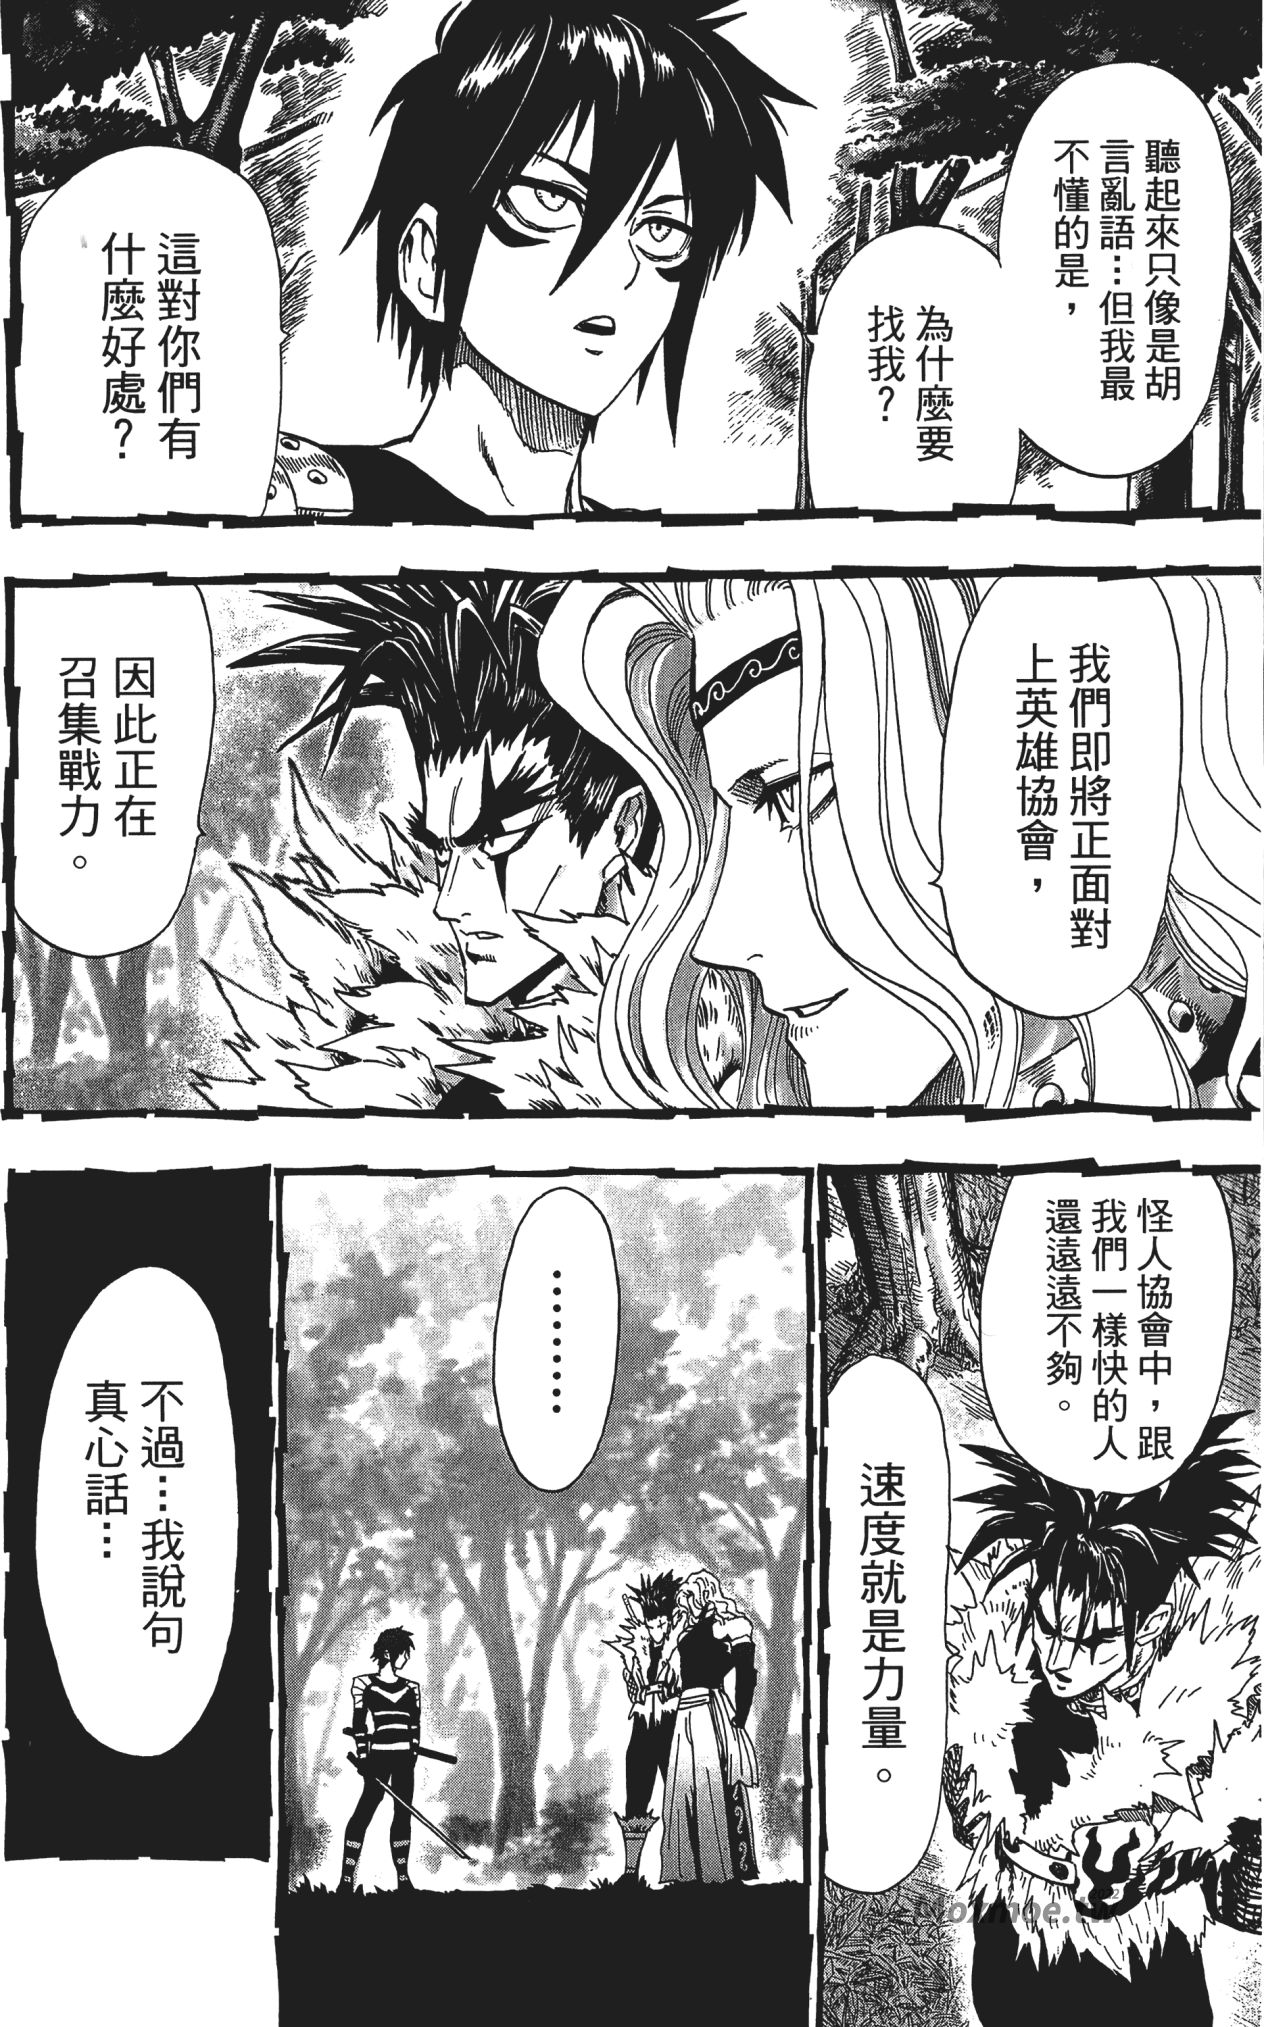 聽起來只像是胡
言亂語…但我最
不懂的是，
為什麼要
找我？
這對你們有
什麼好處？
我們即將正面對
上英雄協會，
因此正在
召集戰力。
怪人協會中，跟
我們一樣快的人
還遠遠不夠。
速度就是力量。
………
不過…我說句
真心話…